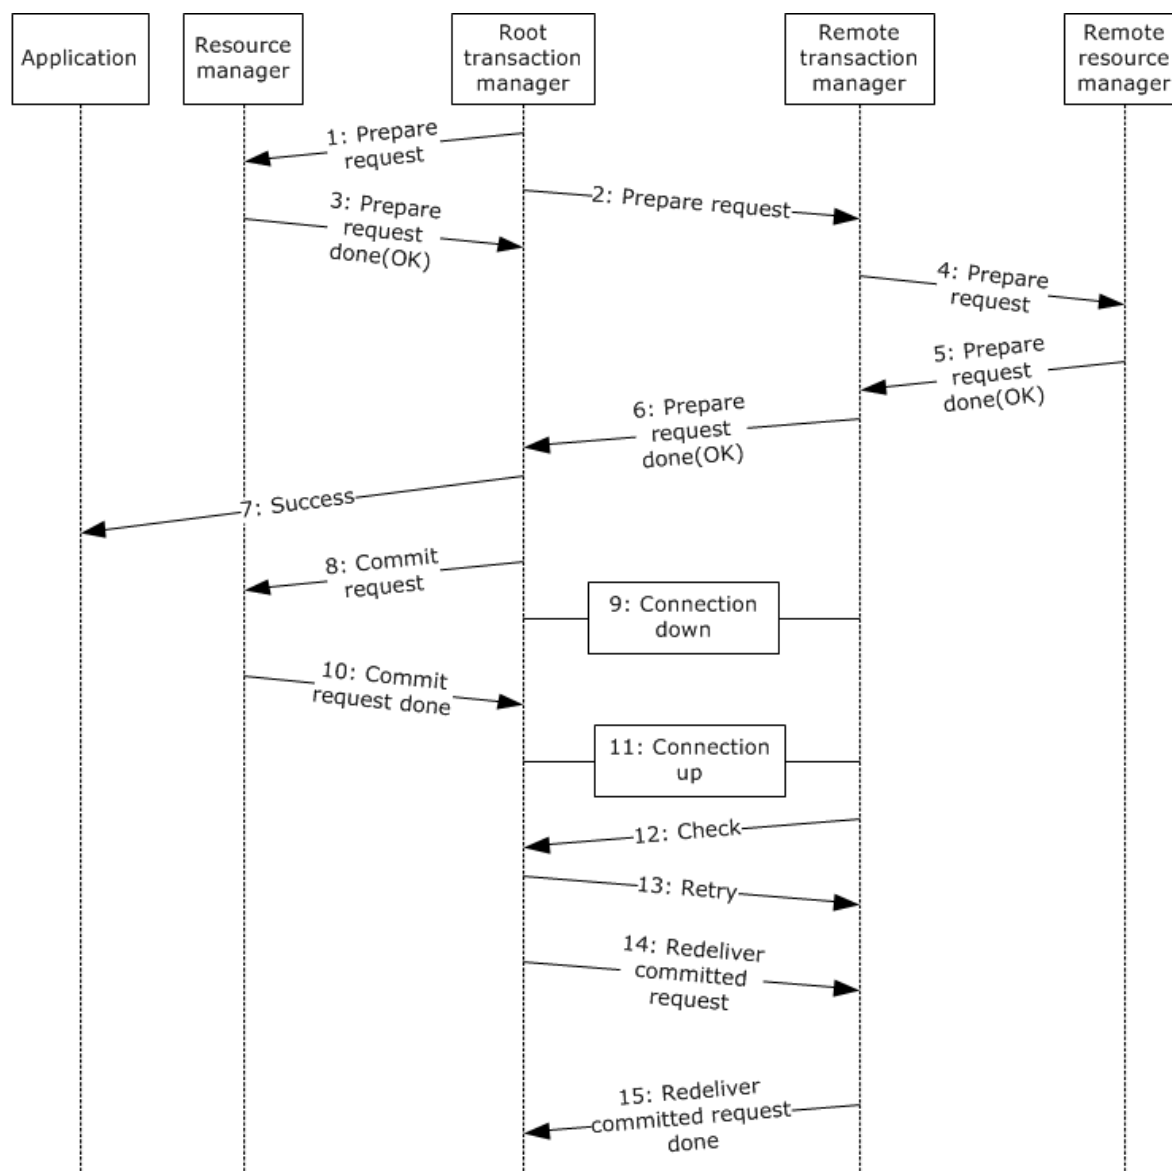 Application
Resource
manager
Root
transaction
manager
Remote
transaction
manager
Remote
resource
manager
1: Prepare
request
2: Prepare request
3: Prepare
request
done(OK)
4: Prepare
request
5: Prepare
request
done(OK)
6: Prepare
request
done(OK)
7: Success
8: Commit
request
9: Connection
down
10: Commit
request done
11: Connection
up
12: Check
13: Retry
14: Redeliver
committed
request
15: Redeliver
committed request
done